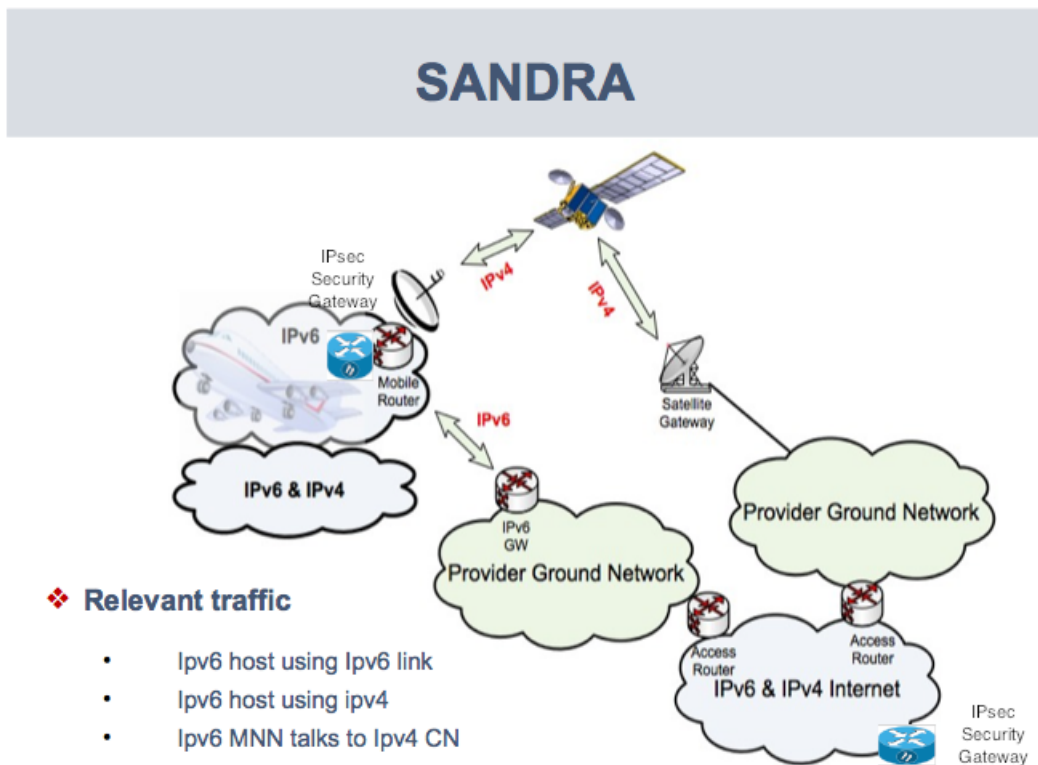 SANDRA
IPsec
Security
Gateway
IPv4
IPv4
IPv6
Mobile
Router
Satellite
Gateway
IPv6
IPv6 & IPv4
IPv6
GW
Provider Ground Network
Provider Ground Network
❖ Relevant traffic
• Ipv6 host using Ipv6 link
• Ipv6 host using ipv4
• Ipv6 MNN talks to Ipv4 CN
Access
Router
Access
Router
IPv6 & IPv4 Internet
IPsec
Security
Gateway